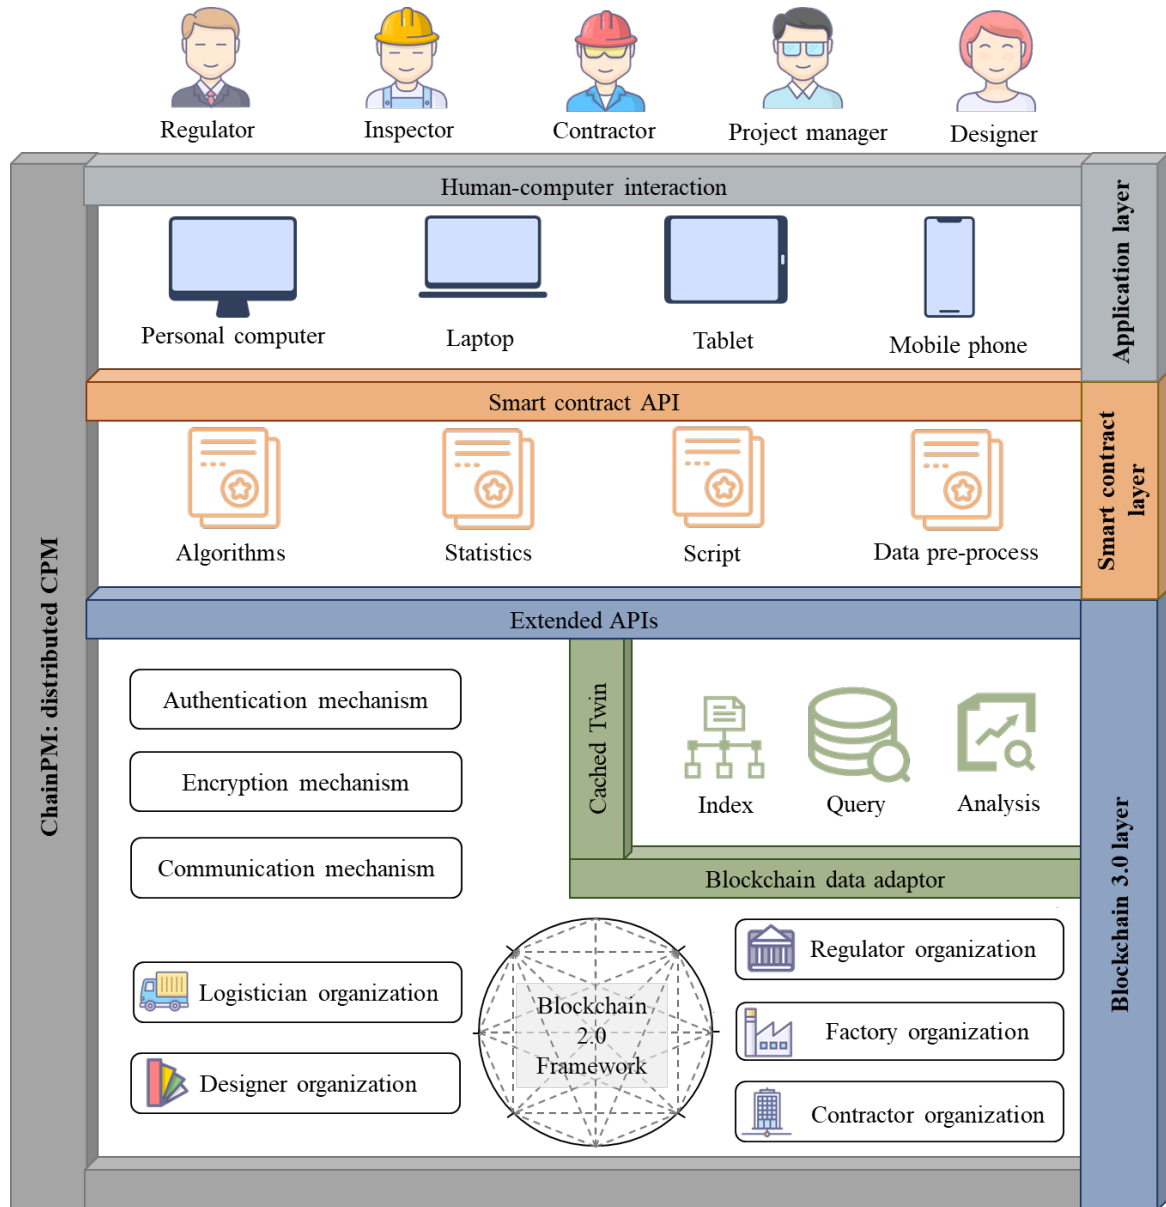 Regulator
Inspector
Contractor
Project manager
Designer
ChainPM: distributed CPM
Human-computer interaction
Application layer
Personal computer
Laptop
Tablet
Mobile phone
Smart contract API
Smart contract
layer
Algorithms
Statistics
Script
Data pre-process
Extended APIs
Blockchain 3.0 layer
Authentication mechanism
Encryption mechanism
Communication mechanism
Cached Twin
Index
Query
Analysis
Blockchain data adaptor
Logistician organization
Designer organization
Blockchain
2.0
Framework
Regulator organization
Factory organization
Contractor organization